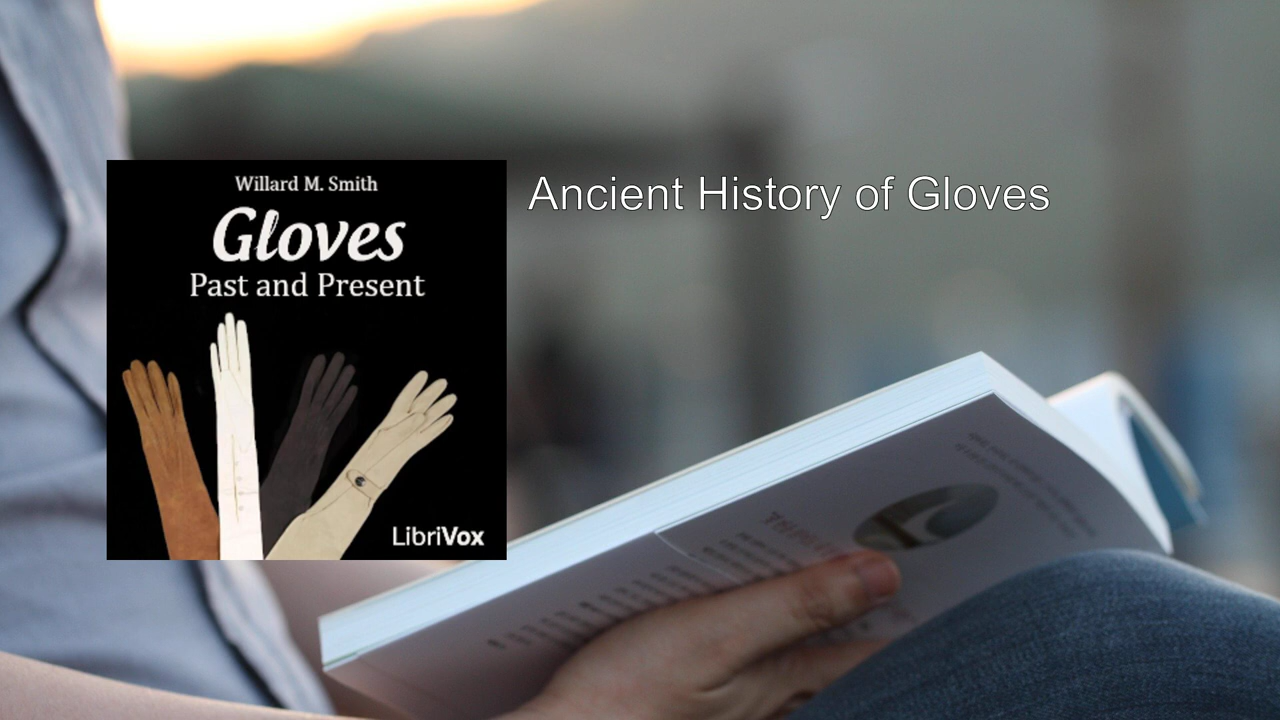 Willard M. Smith
Gloves
Past and Present
LibriVox
Ancient History of Gloves